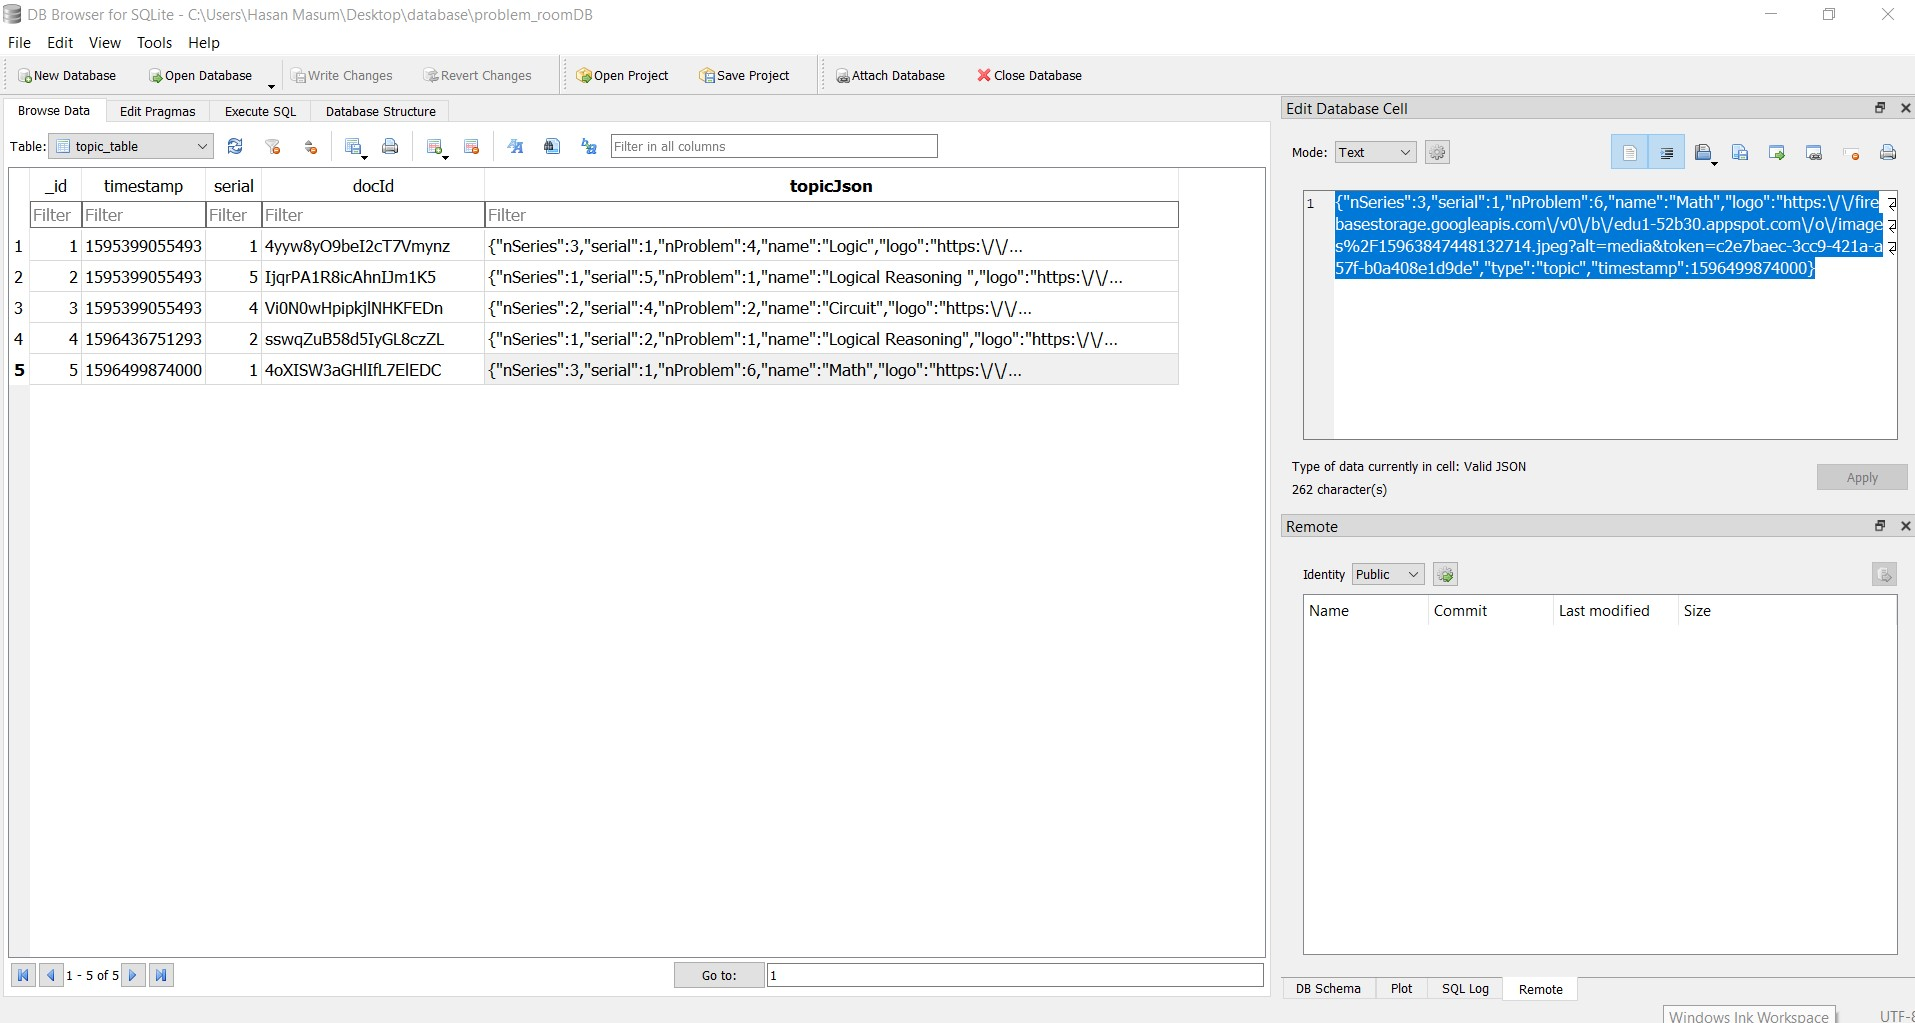 DB Browser for SQLite - C:\Users\Hasan Masum\Desktop\database\problem_roomDB
File Edit View Tools Help
New Database Open Database Write Changes Revert Changes Open Project Save Project Attach Database Close Database
Browse Data Edit Pragmas Execute SQL Database Structure
Table: topic_table Filter in all columns
_id timestamp serial docId topicJson
Filter Filter Filter Filter Filter
1 1 1595399055493 1 4yyw8yO9beI2cT7Vmynz {"nSeries":3,"serial":1,"nProblem":4,"name":"Logic","logo":"https:\/\/...
2 2 1595399055493 5 IjqrPA1R8icAhnIJm1K5 {"nSeries":1,"serial":5,"nProblem":1,"name":"Logical Reasoning ","logo":"https:\/\/...
3 3 1595399055493 4 Vi0N0wHpipkjlNHKFEDn {"nSeries":2,"serial":4,"nProblem":2,"name":"Circuit","logo":"https:\/\/...
4 4 1596436751293 2 sswqZuB58d5IyGL8czZL {"nSeries":1,"serial":2,"nProblem":1,"name":"Logical Reasoning","logo":"https:\/\/...
5 5 1596499874000 1 4oXISW3aGHlIfL7ElEDC {"nSeries":3,"serial":1,"nProblem":6,"name":"Math","logo":"https:\/\/...
1 - 5 of 5 Go to: 1
Edit Database Cell
Mode: Text
1 {"nSeries":3,"serial":1,"nProblem":6,"name":"Math","logo":"https:\/\/fire
basestorage.googleapis.com\/v0\/b\/edu1-52b30.appspot.com\/o\/image
s%2F15963847448132714.jpeg?alt=media&token=c2e7baec-3cc9-421a-a
57f-b0a408e1d9de","type":"topic","timestamp":1596499874000}
Type of data currently in cell: Valid JSON
262 character(s)
Apply
Remote
Identity Public
Name Commit Last modified Size
DB Schema Plot SQL Log Remote
Windows Ink Workspace UTF-8